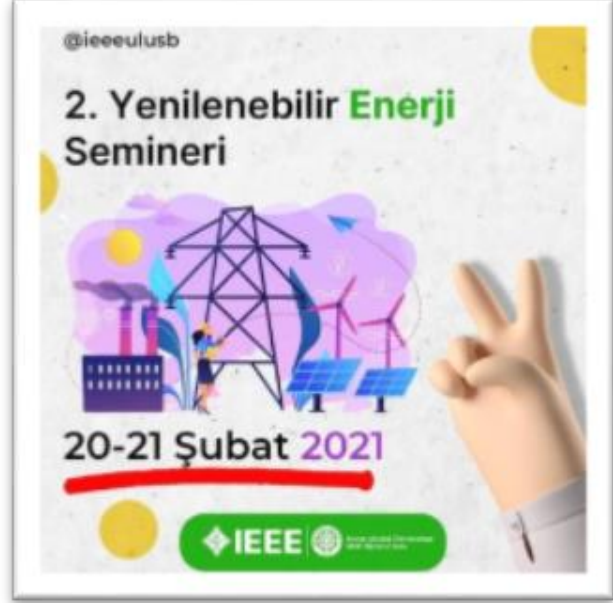 @ieeeulusb
2. Yenilenebilir Enerji
Semineri
20-21 Şubat 2021
IEEE